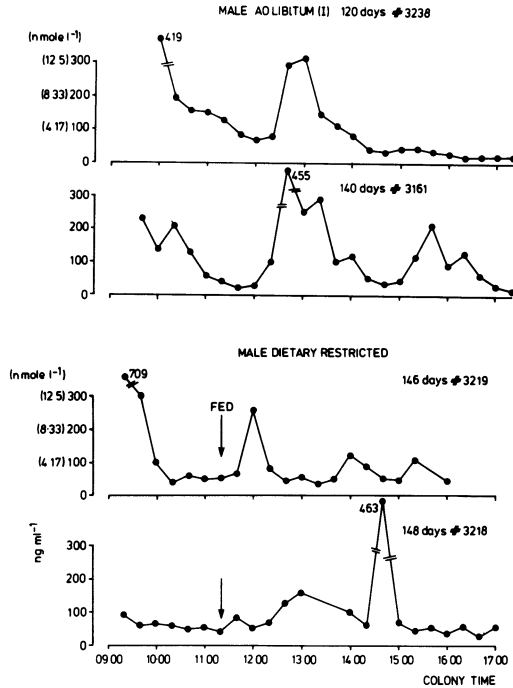 MALE AD LIBITUM (I) 120 days # 3238
(n mole l⁻¹)
419
(12 5) 300
(8 33) 200
(4 17) 100
0
140 days # 3161
455
300
200
100
0
MALE DIETARY RESTRICTED
(n mole l⁻¹)
709
146 days # 3219
(12 5) 300
FED
(8·33) 200
(4 17) 100
0
463
148 days # 3218
ng ml⁻¹
300
200
100
0
09 00 10 00 11 00 12 00 13 00 14 00 15 00 16 00 17 00
COLONY TIME